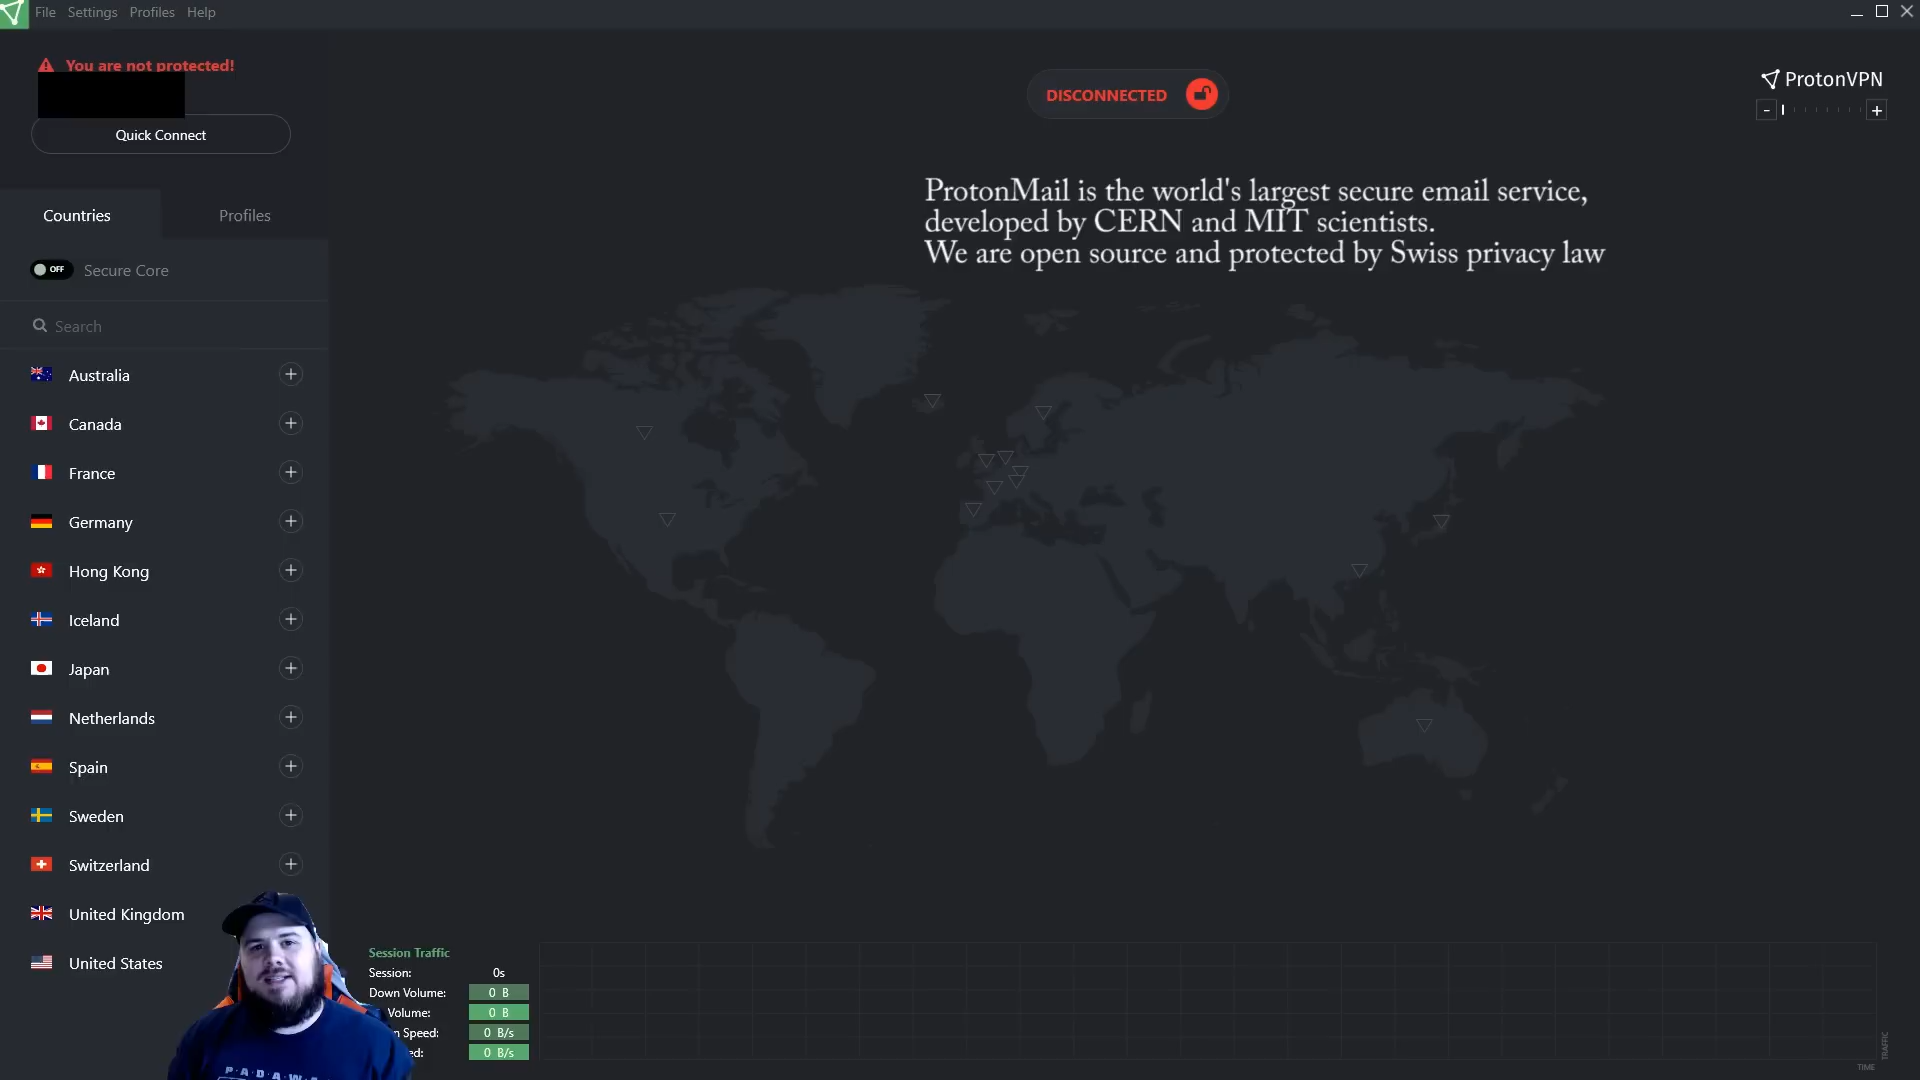 File Settings Profiles Help
You are not protected!
Quick Connect
Countries Profiles
OFF Secure Core
Search
Australia
Canada
France
Germany
Hong Kong
Iceland
Japan
Netherlands
Spain
Sweden
Switzerland
United Kingdom
United States
DISCONNECTED
ProtonVPN
- +
ProtonMail is the world's largest secure email service,
developed by CERN and MIT scientists.
We are open source and protected by Swiss privacy law
Session Traffic
Session: 0s
Down Volume: 0 B
Volume: 0 B
n Speed: 0 B/s
ed: 0 B/s
TRAFFIC
TIME